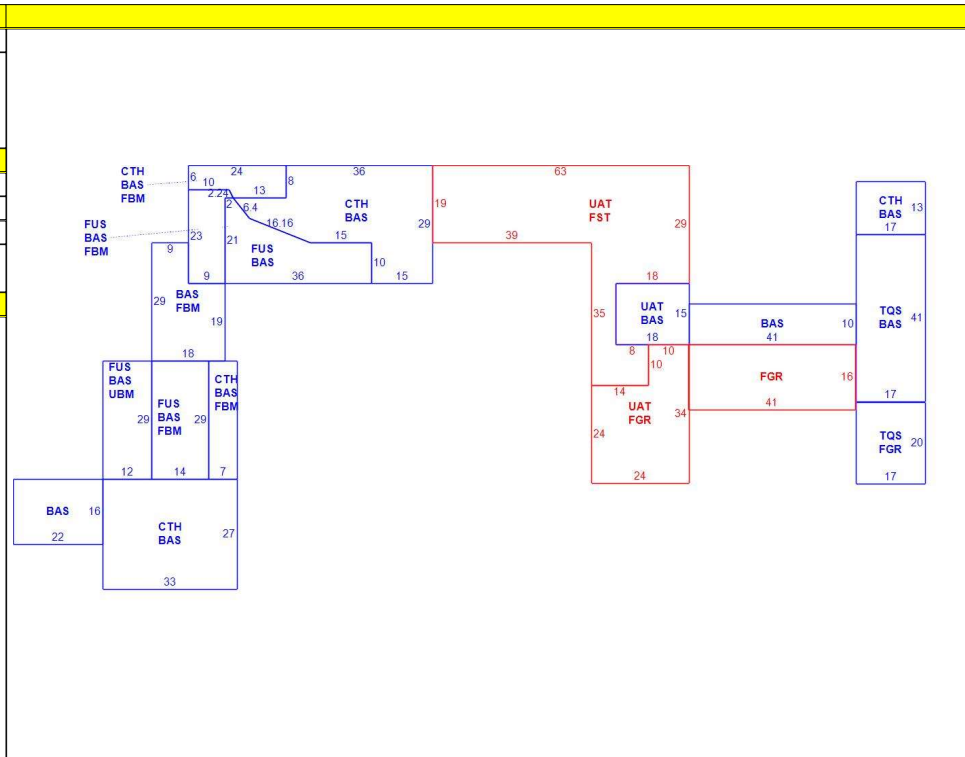 CTH
BAS
FBM
6
24
10
2.24
13
8
36
CTH
BAS
29
2
6.4
16.16
15
10
15
FUS
BAS
FBM
23
21
FUS
BAS
36
9
9
29
BAS
FBM
19
18
FUS
BAS
UBM
29
12
FUS
BAS
FBM
29
14
CTH
BAS
FBM
7
BAS
16
22
CTH
BAS
27
33
63
19
UAT
FST
29
39
18
35
UAT
BAS
15
18
8
10
10
14
UAT
FGR
34
24
24
BAS
10
41
FGR
16
41
CTH
BAS
13
17
TQS
BAS
41
17
TQS
FGR
20
17